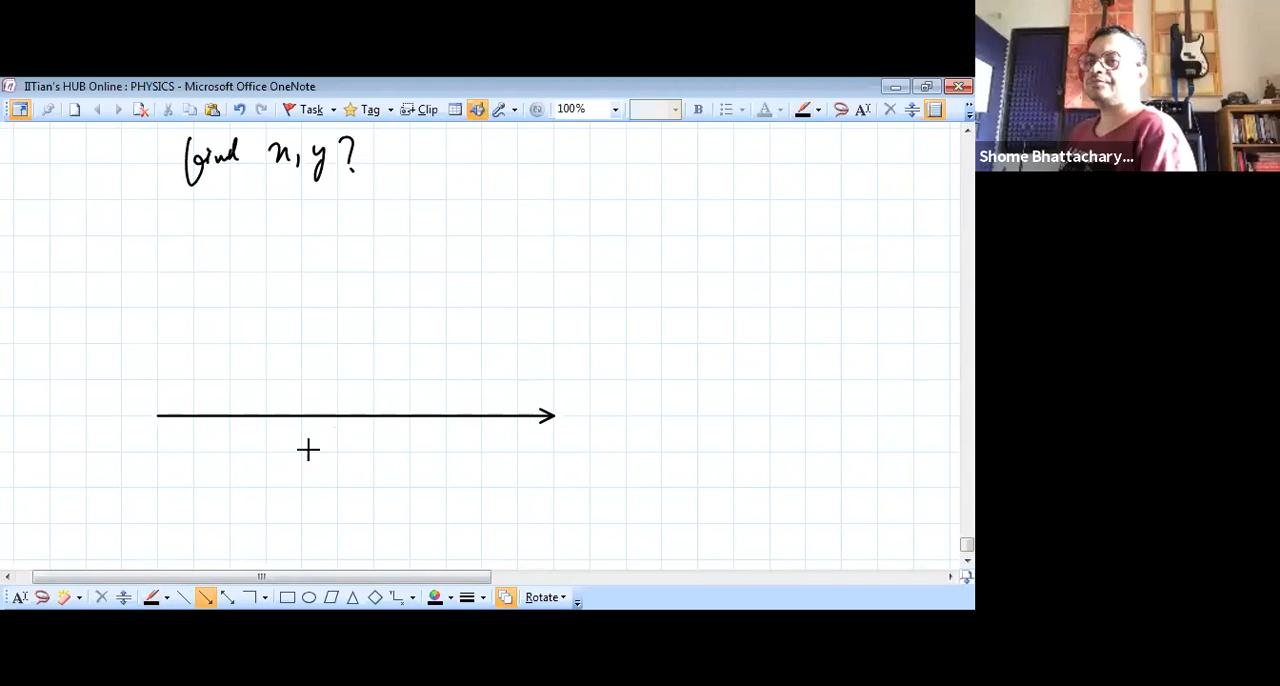 IITian's HUB Online : PHYSICS - Microsoft Office OneNote
Task Tag Clip 100% B A A
find x, y ?
Shome Bhattachary...
A Rotate